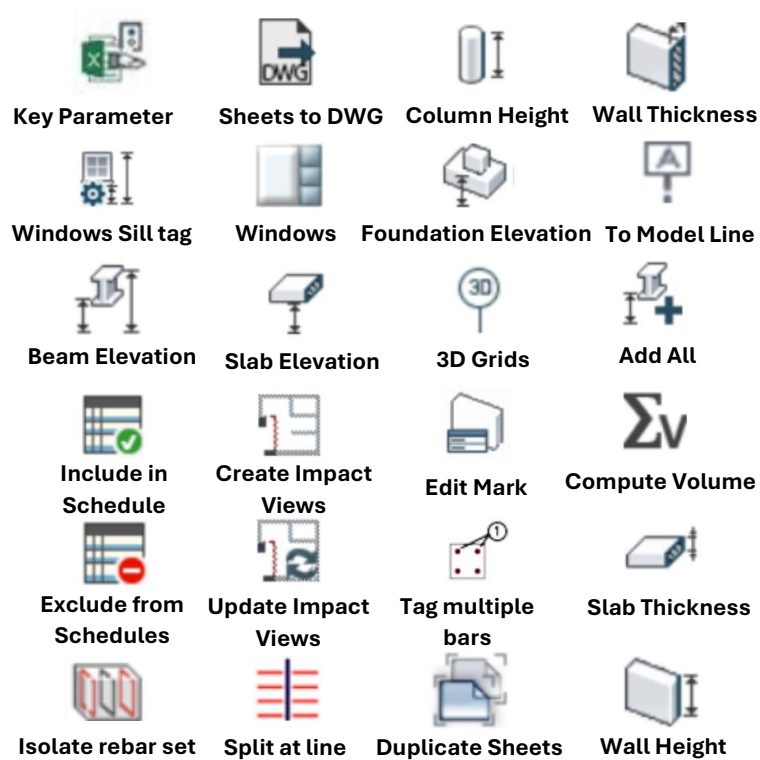 X
DWG
Key Parameter
Sheets to DWG
Column Height
Wall Thickness
A
Windows Sill tag
Windows
Foundation Elevation
To Model Line
3D
Beam Elevation
Slab Elevation
3D Grids
Add All
Σv
Include in
Schedule
Create Impact
Views
Edit Mark
Compute Volume
1
Exclude from
Schedules
Update Impact
Views
Tag multiple
bars
Slab Thickness
Isolate rebar set
Split at line
Duplicate Sheets
Wall Height